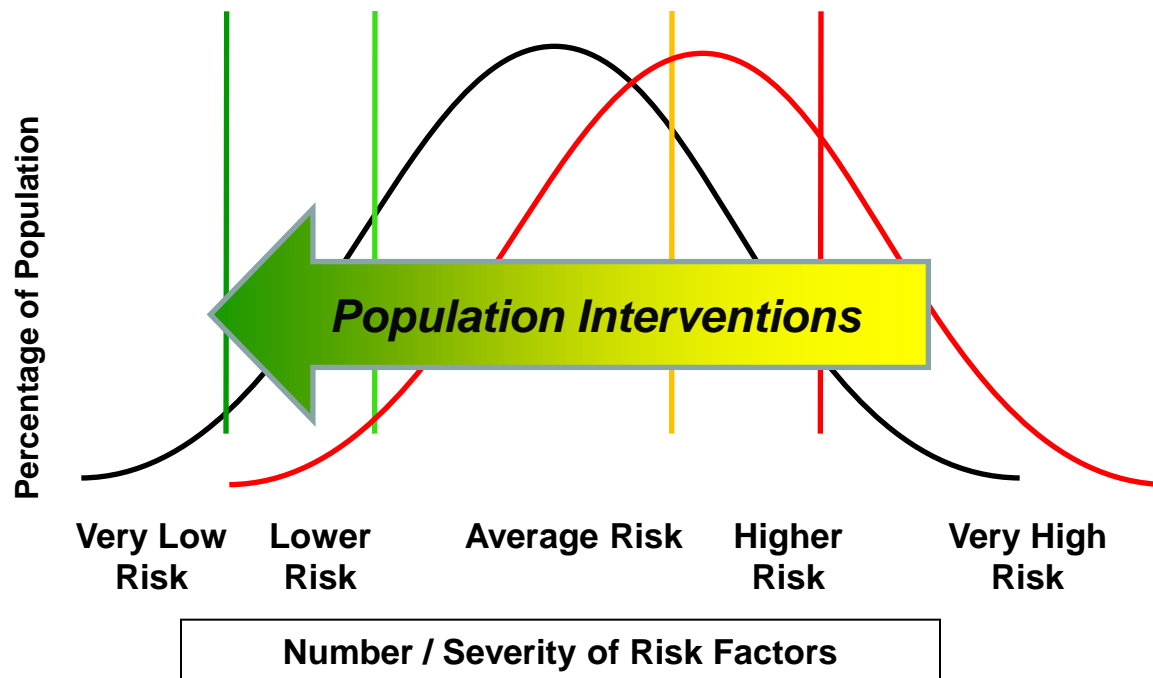 Percentage of Population
Population Interventions
Very Low
Risk
Lower
Risk
Average Risk
Higher
Risk
Very High
Risk
Number / Severity of Risk Factors